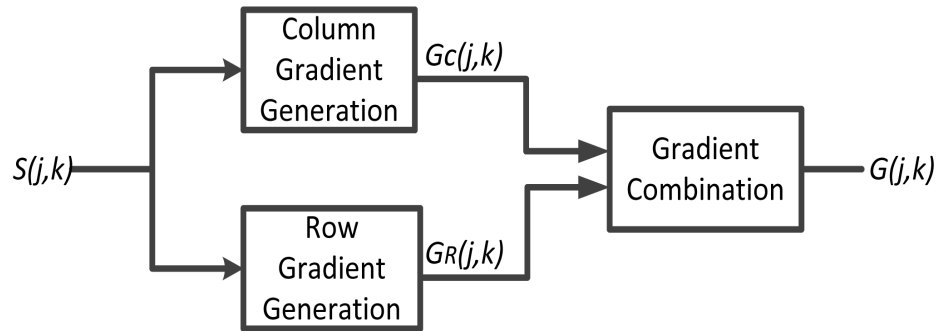 S(j,k)
Column
Gradient
Generation
GC(j,k)
Row
Gradient
Generation
GR(j,k)
Gradient
Combination
G(j,k)